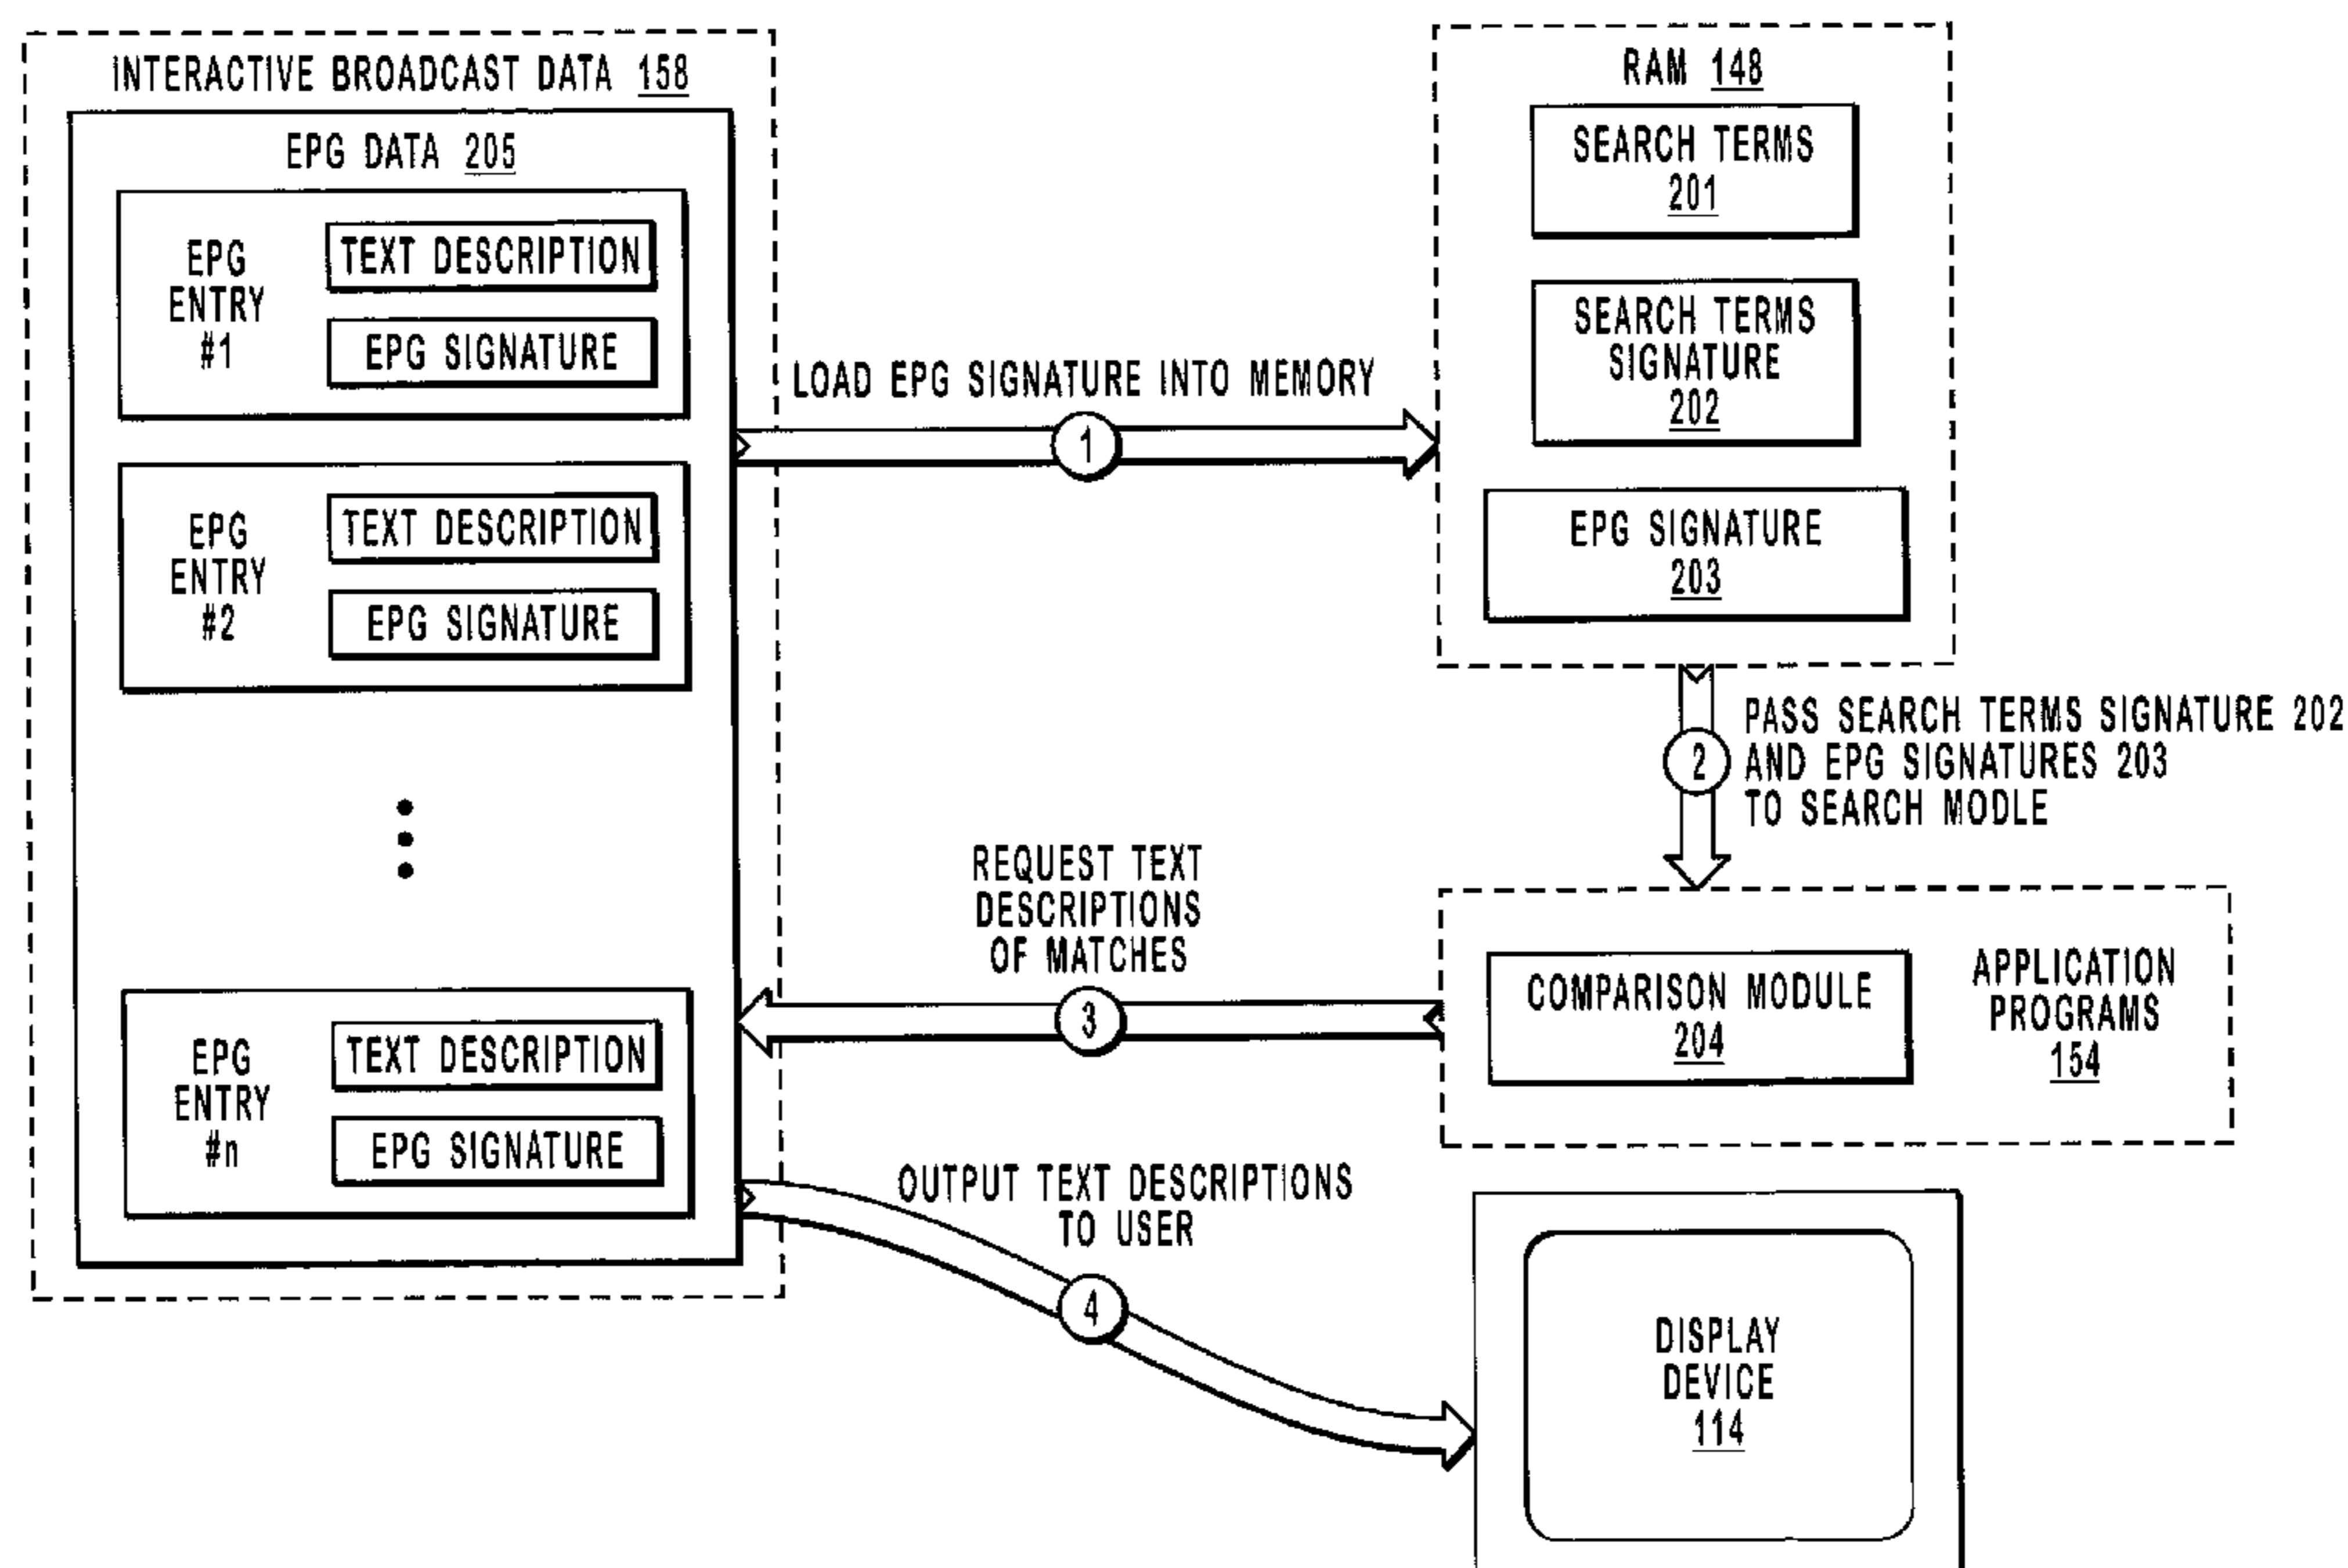 INTERACTIVE BROADCAST DATA 158
EPG DATA 205
EPG
ENTRY
#1
TEXT DESCRIPTION
EPG SIGNATURE
EPG
ENTRY
#2
TEXT DESCRIPTION
EPG SIGNATURE
EPG
ENTRY
#n
TEXT DESCRIPTION
EPG SIGNATURE
LOAD EPG SIGNATURE INTO MEMORY
1
RAM 148
SEARCH TERMS
201
SEARCH TERMS
SIGNATURE
202
EPG SIGNATURE
203
2
PASS SEARCH TERMS SIGNATURE 202
AND EPG SIGNATURES 203
TO SEARCH MODLE
REQUEST TEXT
DESCRIPTIONS
OF MATCHES
3
COMPARISON MODULE
204
APPLICATION
PROGRAMS
154
OUTPUT TEXT DESCRIPTIONS
TO USER
4
DISPLAY
DEVICE
114